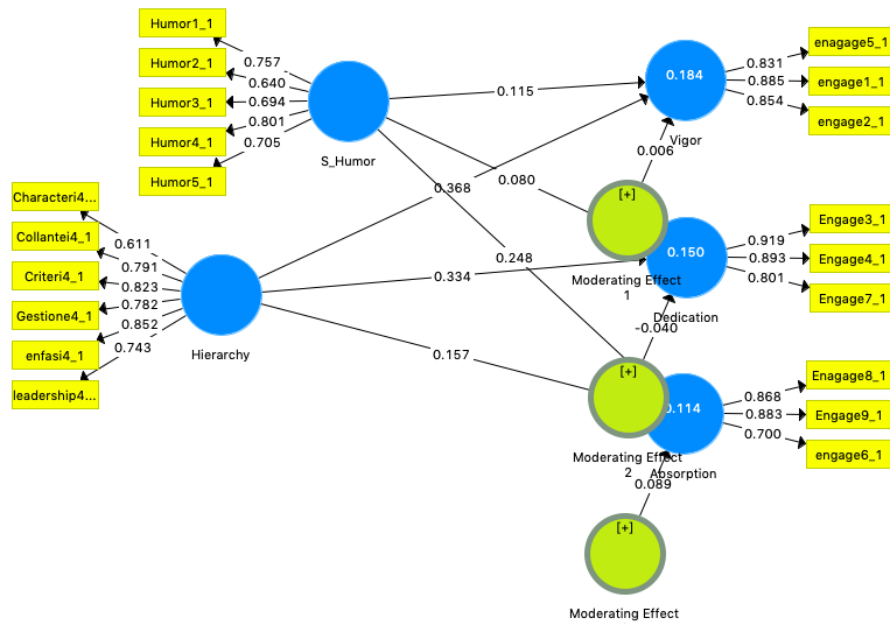 Humor1_1
Humor2_1
Humor3_1
Humor4_1
Humor5_1
0.757
0.640
0.694
0.801
0.705
S_Humor
Characteri4...
Collantei4_1
Criteri4_1
Gestione4_1
enfasi4_1
leadership4...
0.611
0.791
0.823
0.782
0.852
0.743
Hierarchy
0.115
0.368
0.080
0.248
0.334
0.157
0.184
Vigor
0.831
0.885
0.854
enagage5_1
engage1_1
engage2_1
0.006
[+]
Moderating Effect
1
0.150
Dedication
0.919
0.893
0.801
Engage3_1
Engage4_1
Engage7_1
-0.040
[+]
Moderating Effect
2
0.114
Absorption
0.868
0.883
0.700
Enagage8_1
Engage9_1
engage6_1
0.089
[+]
Moderating Effect